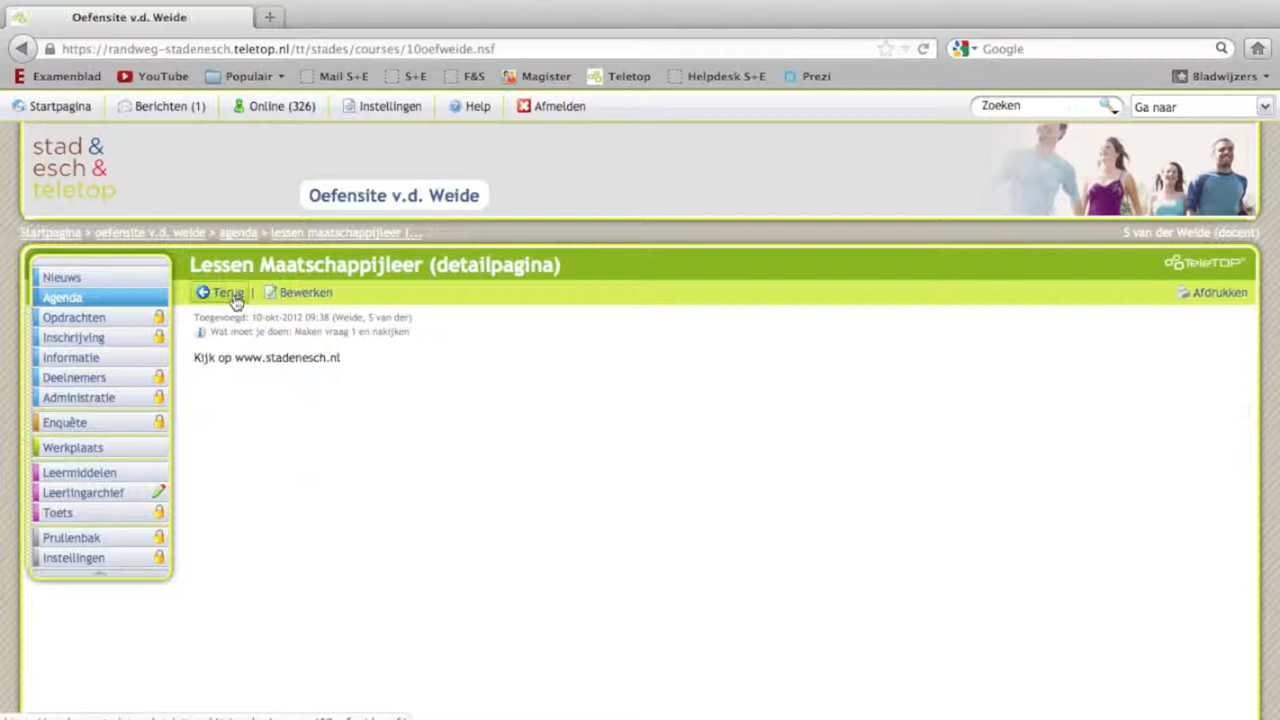 Oefensite v.d. Weide
https://randweg-stadenesch.teletop.nl/tt/stades/courses/10oefweide.nsf
Google
Examenblad YouTube Populair Mail S+E S+E F&S Magister Teletop Helpdesk S+E Prezi Bladwijzers
Startpagina Berichten (1) Online (326) Instellingen Help Afmelden Zoeken Ga naar
stad &
esch &
teletop
Oefensite v.d. Weide
Startpagina » oefensite v.d. weide » agenda » lessen maatschappijleer (... S van der Weide (docent)
Lessen Maatschappijleer (detailpagina) TeleTOP
Terug | Bewerken Afdrukken
Toegevoegd: 10-okt-2012 09:38 (Weide, S van der)
Wat moet je doen: Maken vraag 1 en nakijken
Kijk op www.stadenesch.nl
Nieuws
Agenda
Opdrachten
Inschrijving
Informatie
Deelnemers
Administratie
Enquête
Werkplaats
Leermiddelen
Leerlingarchief
Toets
Prullenbak
Instellingen